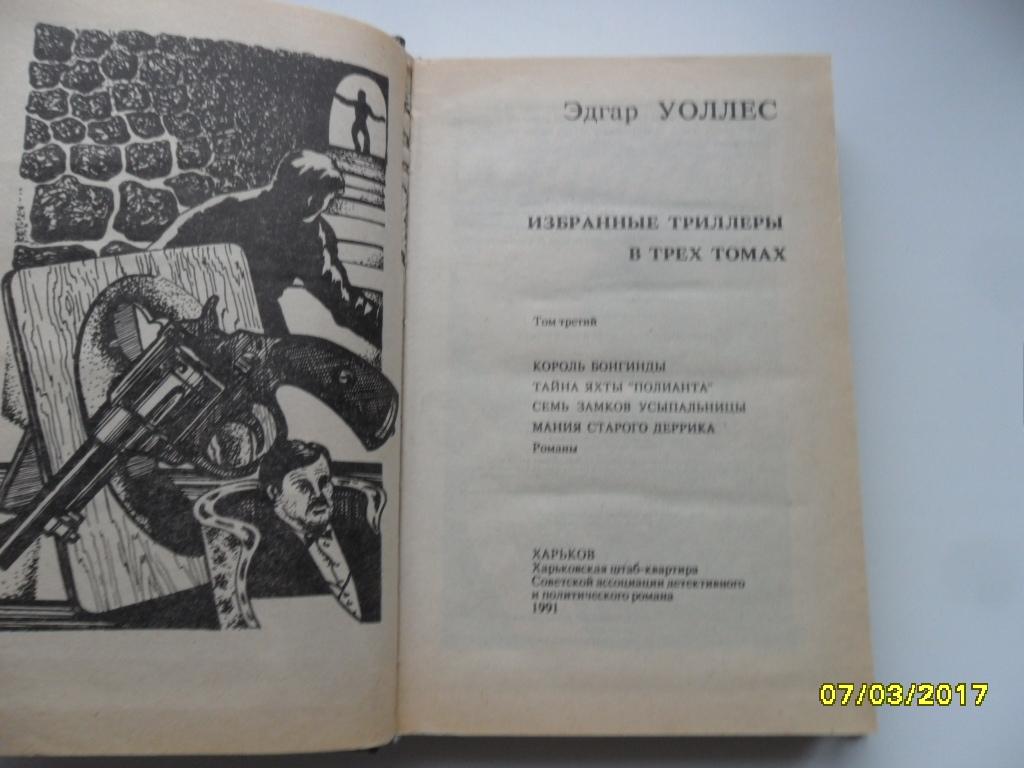 Эдгар УОЛЛЕС
ИЗБРАННЫЕ ТРИЛЛЕРЫ
В ТРЕХ ТОМАХ
Том третий
КОРОЛЬ БОНГИНДЫ
ТАЙНА ЯХТЫ "ПОЛИАНТА"
СЕМЬ ЗАМКОВ УСЫПАЛЬНИЦЫ
МАНИЯ СТАРОГО ДЕРРИКА
Романы
ХАРЬКОВ
Харьковская штаб-квартира
Советской ассоциации детективного
и политического романа
1991
07/03/2017